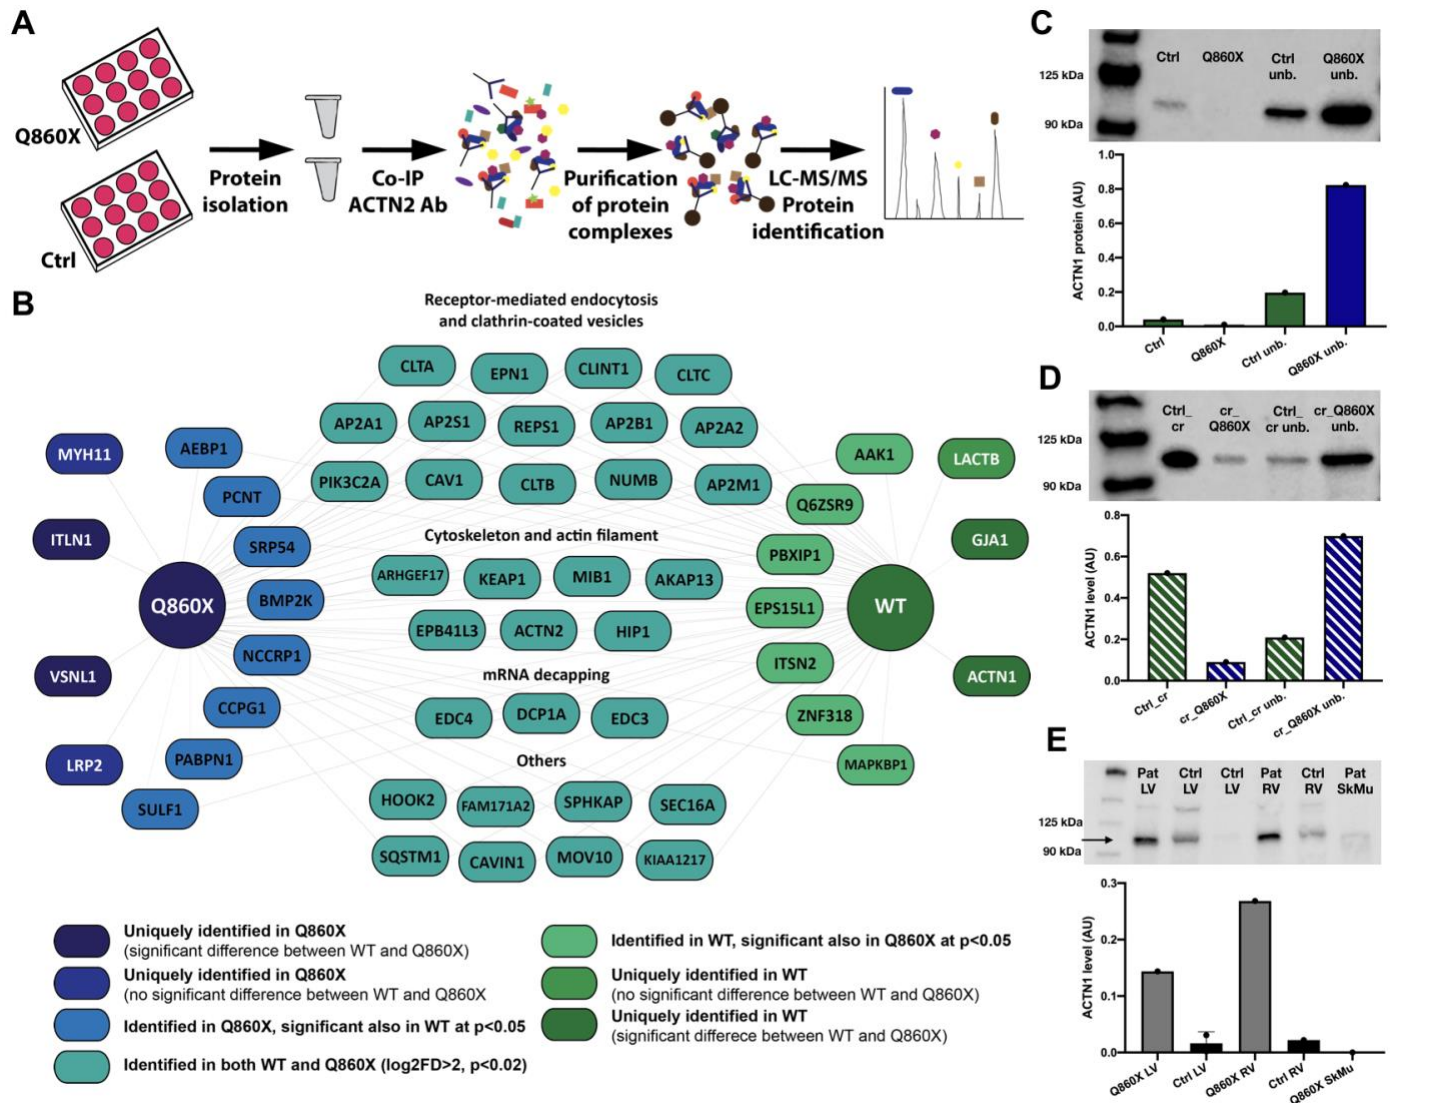 A
Q860X
Ctrl
Protein
isolation
Co-IP
ACTN2 Ab
Purification
of protein
complexes
LC-MS/MS
Protein
identification
B
Receptor-mediated endocytosis
and clathrin-coated vesicles
CLTA
EPN1
CLINT1
CLTC
AP2A1
AP2S1
REPS1
AP2B1
AP2A2
PIK3C2A
CAV1
CLTB
NUMB
AP2M1
Cytoskeleton and actin filament
ARHGEF17
KEAP1
MIB1
AKAP13
EPB41L3
ACTN2
HIP1
mRNA decapping
EDC4
DCP1A
EDC3
Others
HOOK2
FAM171A2
SPHKAP
SEC16A
SQSTM1
CAVIN1
MOV10
KIAA1217
MYH11
ITLN1
VSNL1
LRP2
AEBP1
PCNT
SRP54
BMP2K
NCCRP1
CCPG1
PABPN1
SULF1
Q860X
AAK1
Q6ZSR9
PBXIP1
EPS15L1
ITSN2
ZNF318
MAPKBP1
WT
LACTB
GJA1
ACTN1
Uniquely identified in Q860X
(significant difference between WT and Q860X)
Uniquely identified in Q860X
(no significant difference between WT and Q860X
Identified in Q860X, significant also in WT at p<0.05
Identified in both WT and Q860X (log2FD>2, p<0.02)
Identified in WT, significant also in Q860X at p<0.05
Uniquely identified in WT
(no significant difference between WT and Q860X)
Uniquely identified in WT
(significant differece between WT and Q860X)
C
125 kDa
90 kDa
Ctrl
Q860X
Ctrl
unb.
Q860X
unb.
ACTN1 protein (AU)
1.0
0.8
0.6
0.4
0.2
0.0
Ctrl
Q860X
Ctrl unb.
Q860X unb.
D
125 kDa
90 kDa
Ctrl_
cr
cr_
Q860X
Ctrl_
cr unb.
cr_Q860X
unb.
ACTN1 level (AU)
0.8
0.6
0.4
0.2
0.0
Ctrl_cr
cr_Q860X
Ctrl_cr unb.
cr_Q860X unb.
E
125 kDa
90 kDa
Pat
LV
Ctrl
LV
Ctrl
LV
Pat
RV
Ctrl
RV
Pat
SkMu
ACTN1 level (AU)
0.3
0.2
0.1
0.0
Q860X LV
Ctrl LV
Q860X RV
Ctrl RV
Q860X SkMu